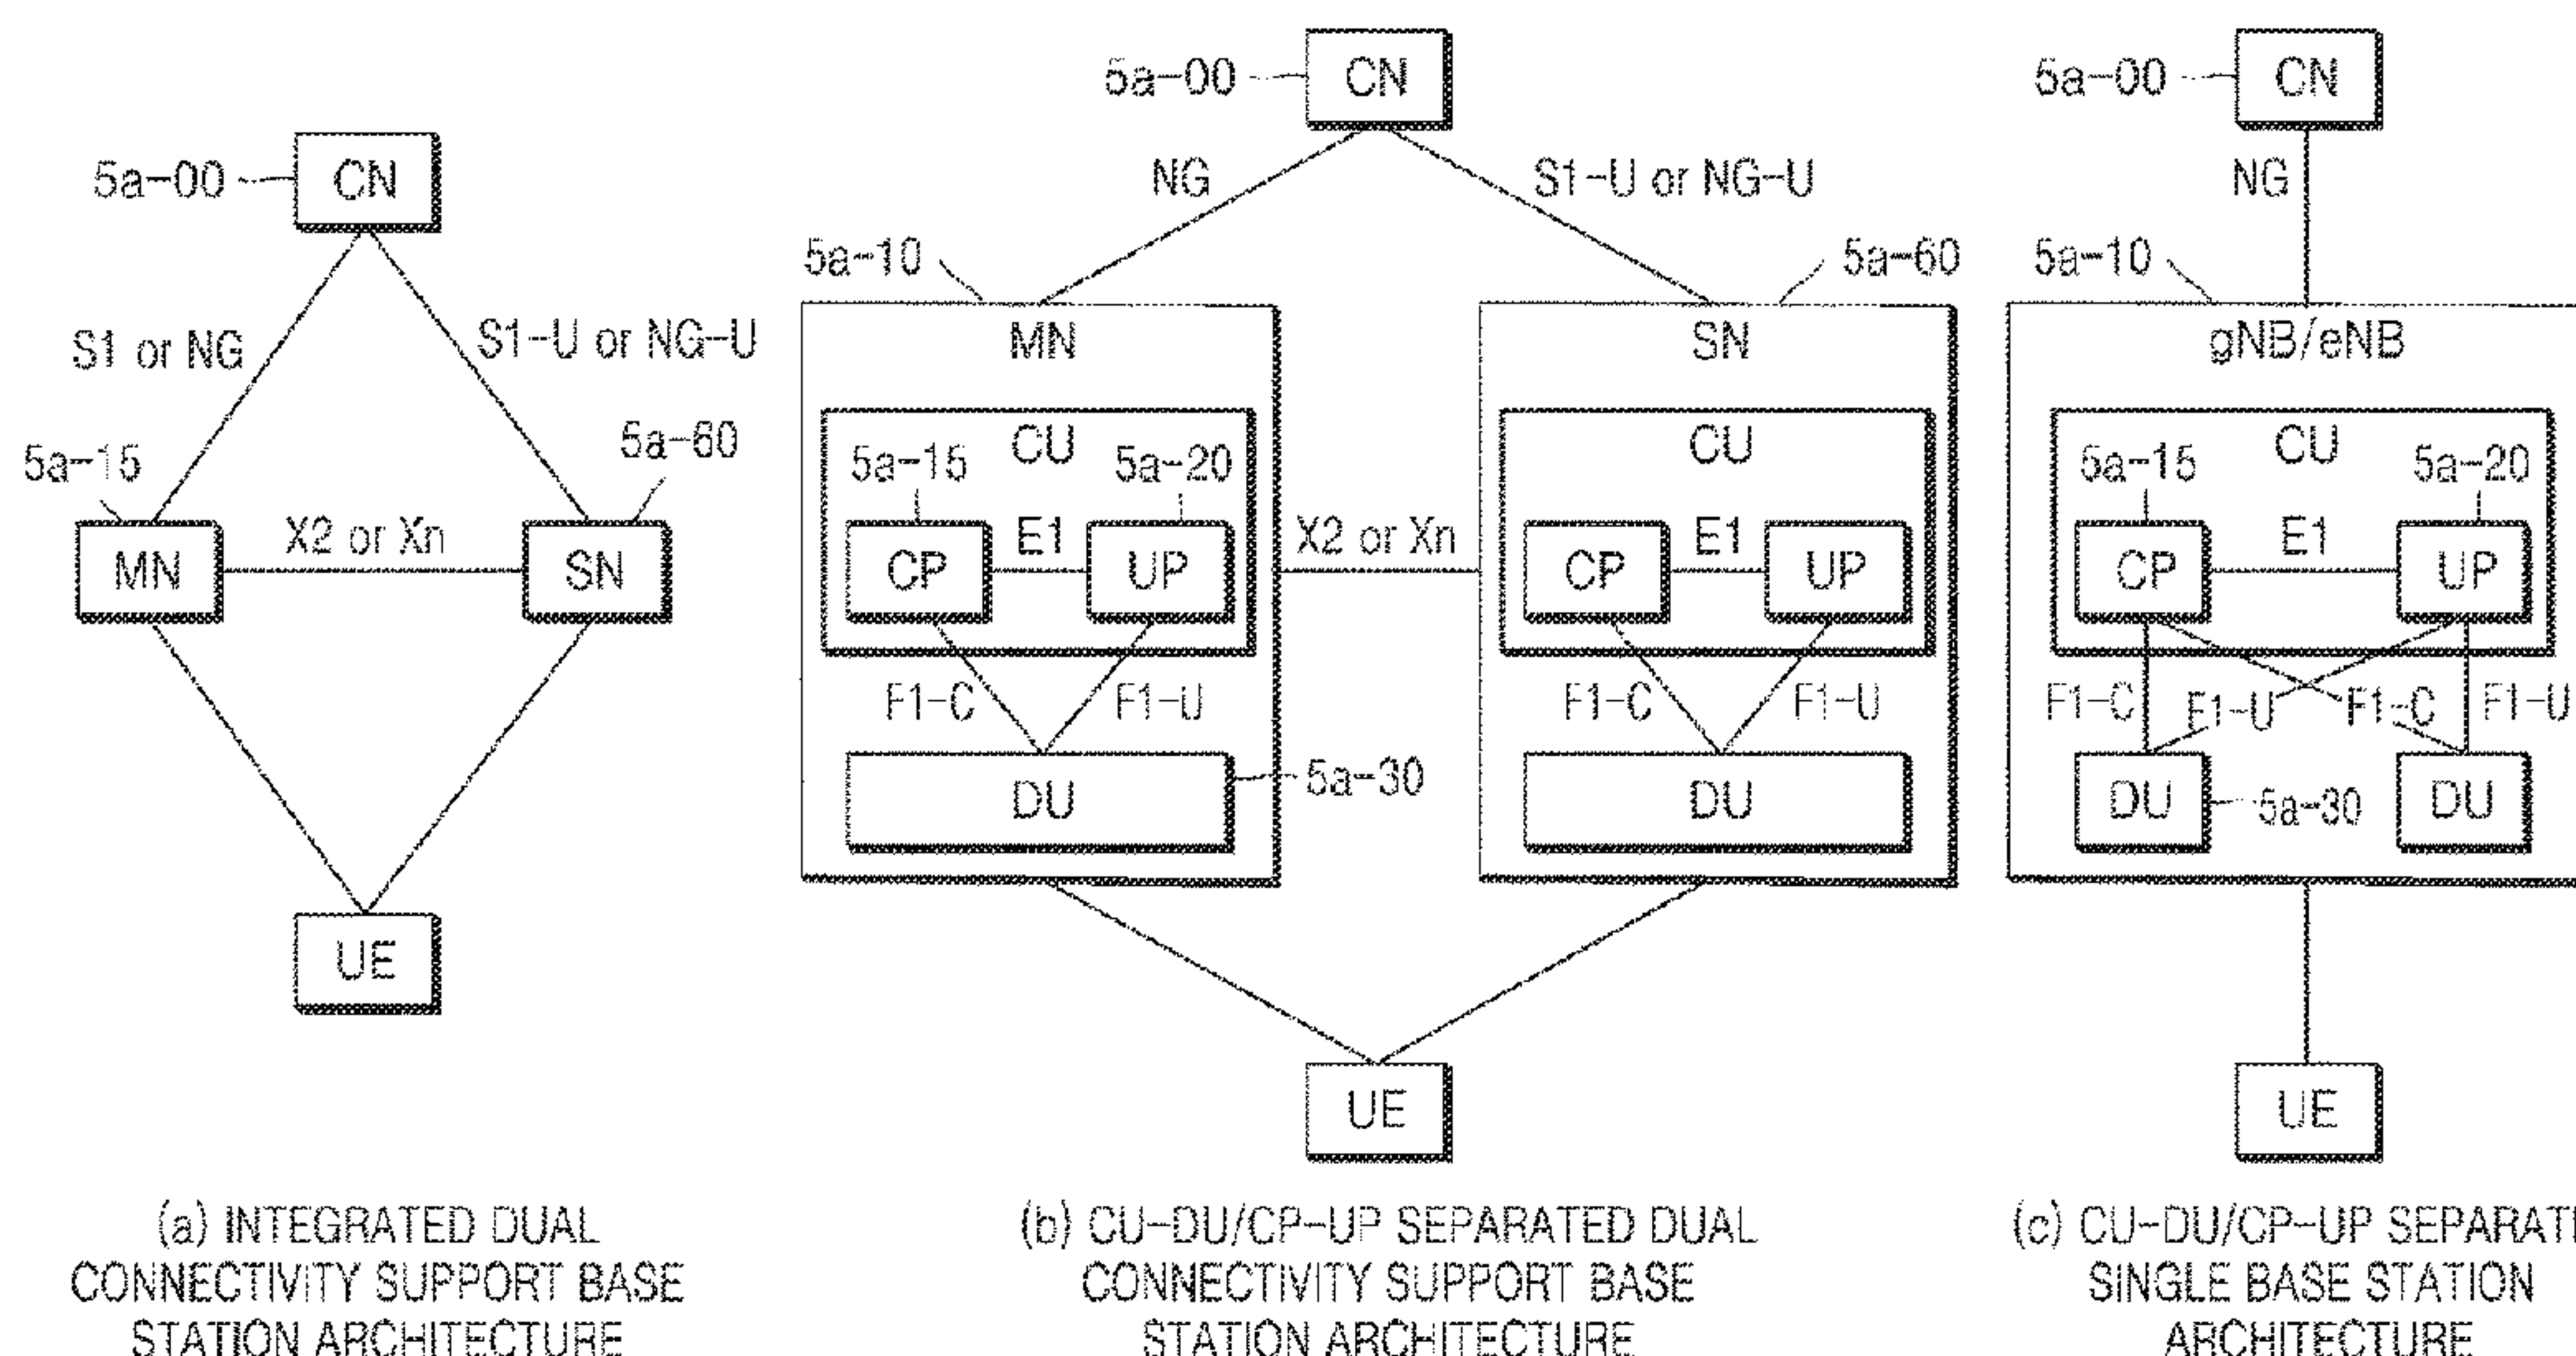 5a-00
CN
S1 or NG
S1-U or NG-U
5a-15
5a-60
MN
X2 or Xn
SN
UE
(a) INTEGRATED DUAL
CONNECTIVITY SUPPORT BASE
STATION ARCHITECTURE
5a-00
CN
NG
S1-U or NG-U
5a-10
5a-60
MN
CU
5a-15
5a-20
CP
E1
UP
F1-C
F1-U
DU
5a-30
X2 or Xn
SN
CU
CP
E1
UP
F1-C
F1-U
DU
UE
(b) CU-DU/CP-UP SEPARATED DUAL
CONNECTIVITY SUPPORT BASE
STATION ARCHITECTURE
5a-00
CN
NG
5a-10
gNB/eNB
CU
5a-15
5a-20
CP
E1
UP
F1-C
F1-U
F1-C
F1-U
DU
5a-30
DU
UE
(c) CU-DU/CP-UP SEPARAT
SINGLE BASE STATION
ARCHITECTURE